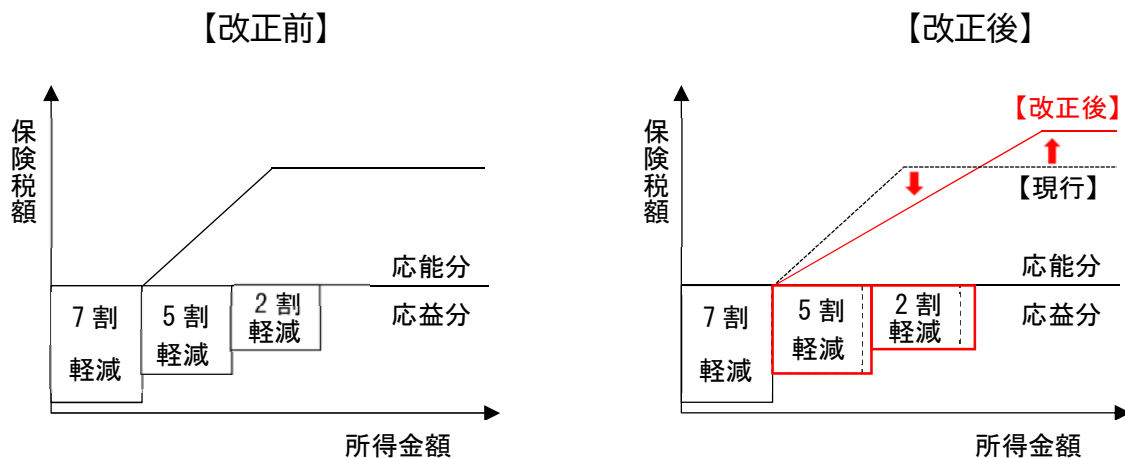 【改正前】
保険税額
応能分
応益分
7割
軽減
5割
軽減
2割
軽減
所得金額
【改正後】
保険税額
【改正後】
【現行】
応能分
応益分
7割
軽減
5割
軽減
2割
軽減
所得金額